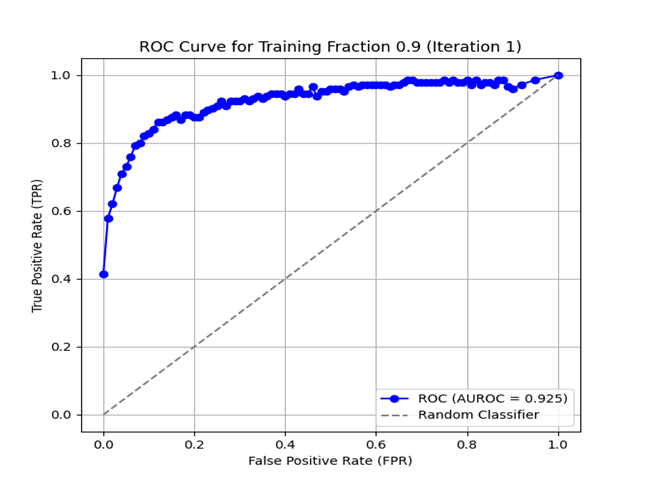 ROC Curve for Training Fraction 0.9 (Iteration 1)
1.0
0.8
0.6
0.4
0.2
0.0
True Positive Rate (TPR)
ROC (AUROC = 0.925)
Random Classifier
0.0 0.2 0.4 0.6 0.8 1.0
False Positive Rate (FPR)